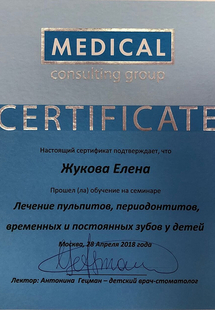 MEDICAL
consulting group
CERTIFICATE
Настоящий сертификат подтверждает, что
Жукова Елена
Прошел (ла) обучение на семинаре
Лечение пульпитов, периодонтитов,
временных и постоянных зубов у детей
Москва, 28 Апреля 2018 года
Лектор: Антонина Гецман – детский врач-стоматолог